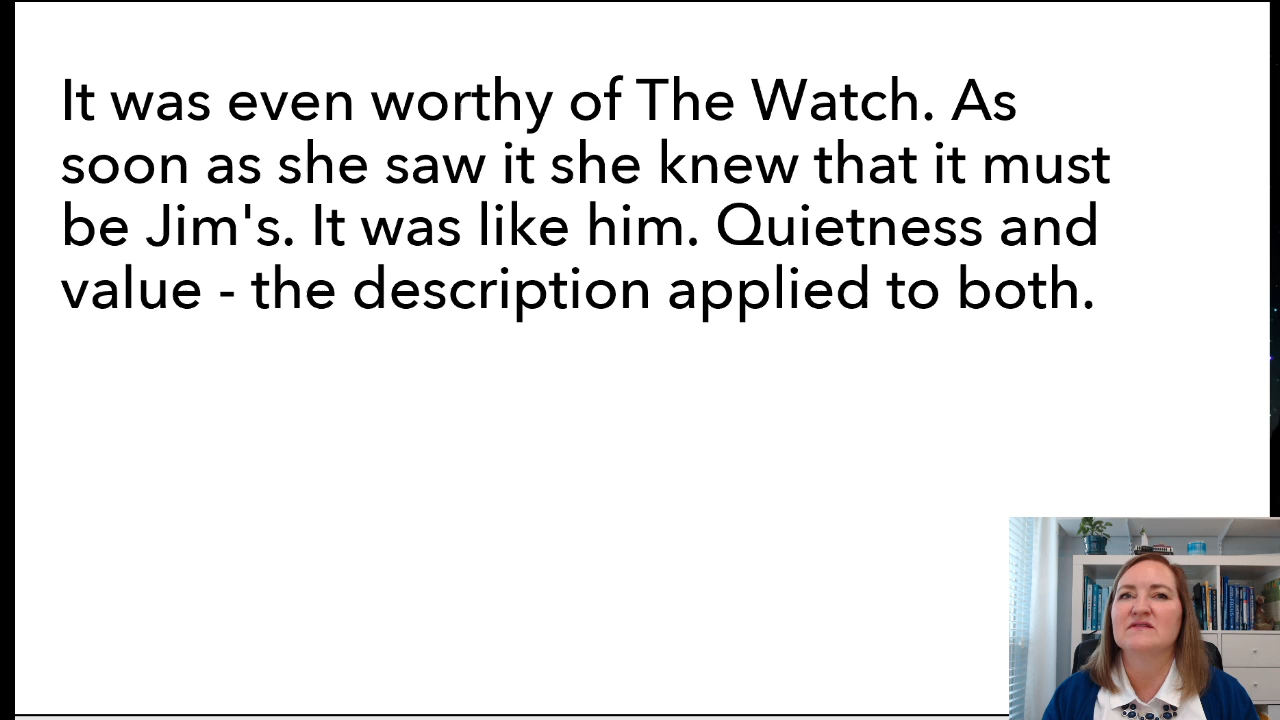 It was even worthy of The Watch. As
soon as she saw it she knew that it must
be Jim's. It was like him. Quietness and
value - the description applied to both.